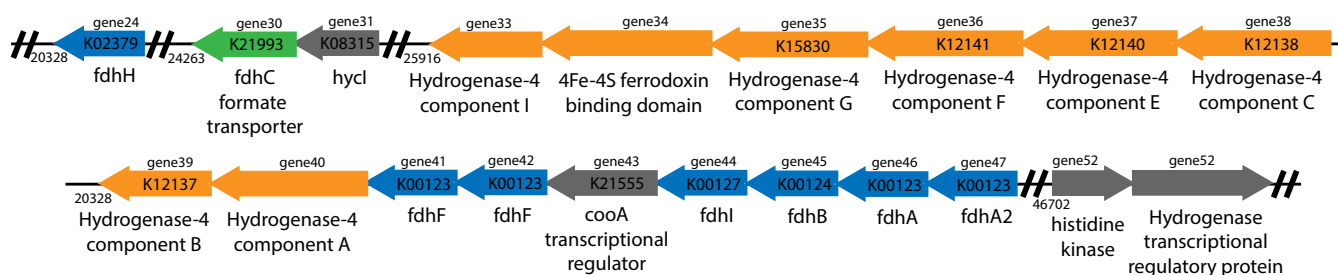 gene24 gene30 gene31 gene33 gene34 gene35 gene36 gene37 gene38
K02379 K21993 K08315 K15830 K12141 K12140 K12138
20328 24263 25916
fdhH fdhC hycI Hydrogenase-4 4Fe-4S ferrodoxin Hydrogenase-4 Hydrogenase-4 Hydrogenase-4 Hydrogenase-4
formate component I binding domain component G component F component E component C
transporter
gene39 gene40 gene41 gene42 gene43 gene44 gene45 gene46 gene47 gene52 gene52
K12137 K00123 K00123 K21555 K00127 K00124 K00123 K00123
20328 46702
Hydrogenase-4 Hydrogenase-4 fdhF fdhF cooA fdhI fdhB fdhA fdhA2 histidine Hydrogenase
component B component A transcriptional kinase transcriptional
regulator regulatory protein